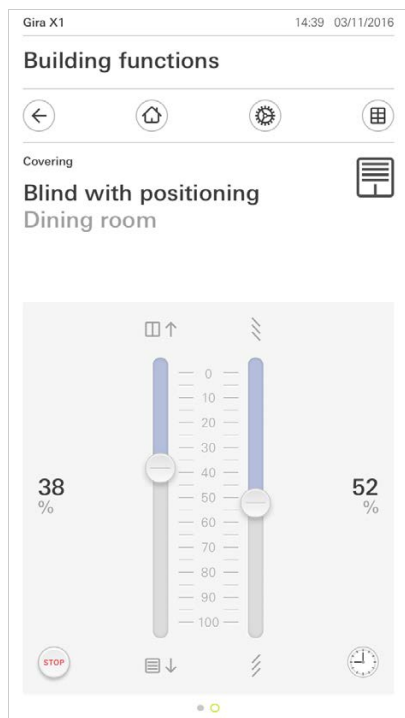 Gira X1
14:39 03/11/2016
Building functions
Covering
Blind with positioning
Dining room
0
10
20
30
40
50
60
70
80
90
100
38
%
52
%
STOP